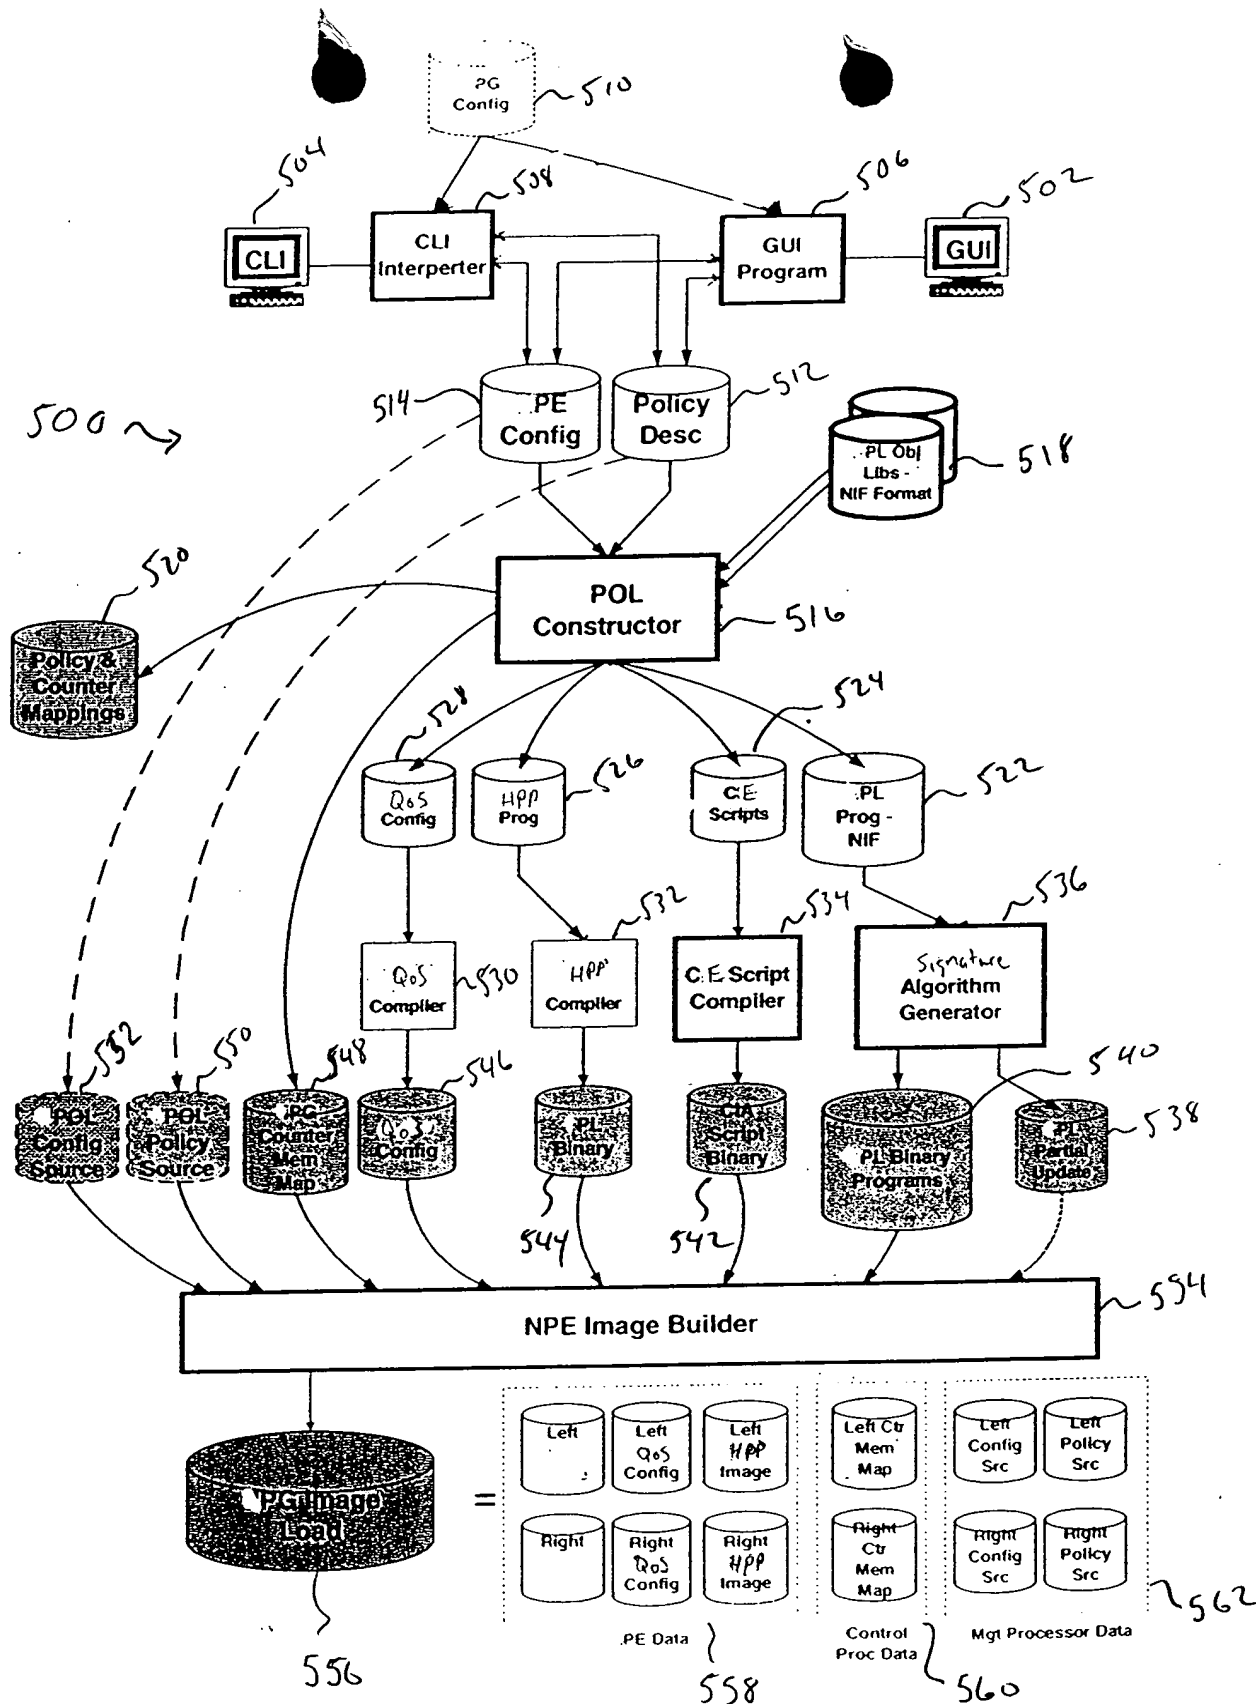 PG
Config
510
504
508
506
502
CLI
CLI
Interperter
GUI
Program
GUI
500
514
PE
Config
Policy
Desc
512
PL Obj
Libs -
NIF Format
518
520
POL
Constructor
516
Policy &
Counter
Mappings
528
524
QoS
Config
HPP
Prog
526
C.E
Scripts
PL
Prog -
NIF
522
536
532
534
QoS
Compiler
530
HPP
Compiler
C.E Script
Compiler
Signature
Algorithm
Generator
552
550
548
546
540
POL
Config
Source
POL
Policy
Source
PG
Counter
Mem
Map
QoS
Config
PL
Binary
Script
Binary
PL Binary
Programs
PL
Partial
Update
538
544
542
NPE Image Builder
554
PG Image
Load
=
Left
Left
QoS
Config
Left
HPP
Image
Left Ctr
Mem
Map
Left
Config
Src
Left
Policy
Src
Right
Right
QoS
Config
Right
HPP
Image
Right
Ctr
Mem
Map
Right
Config
Src
Right
Policy
Src
562
PE Data
Control
Proc Data
Mgt Processor Data
556
558
560